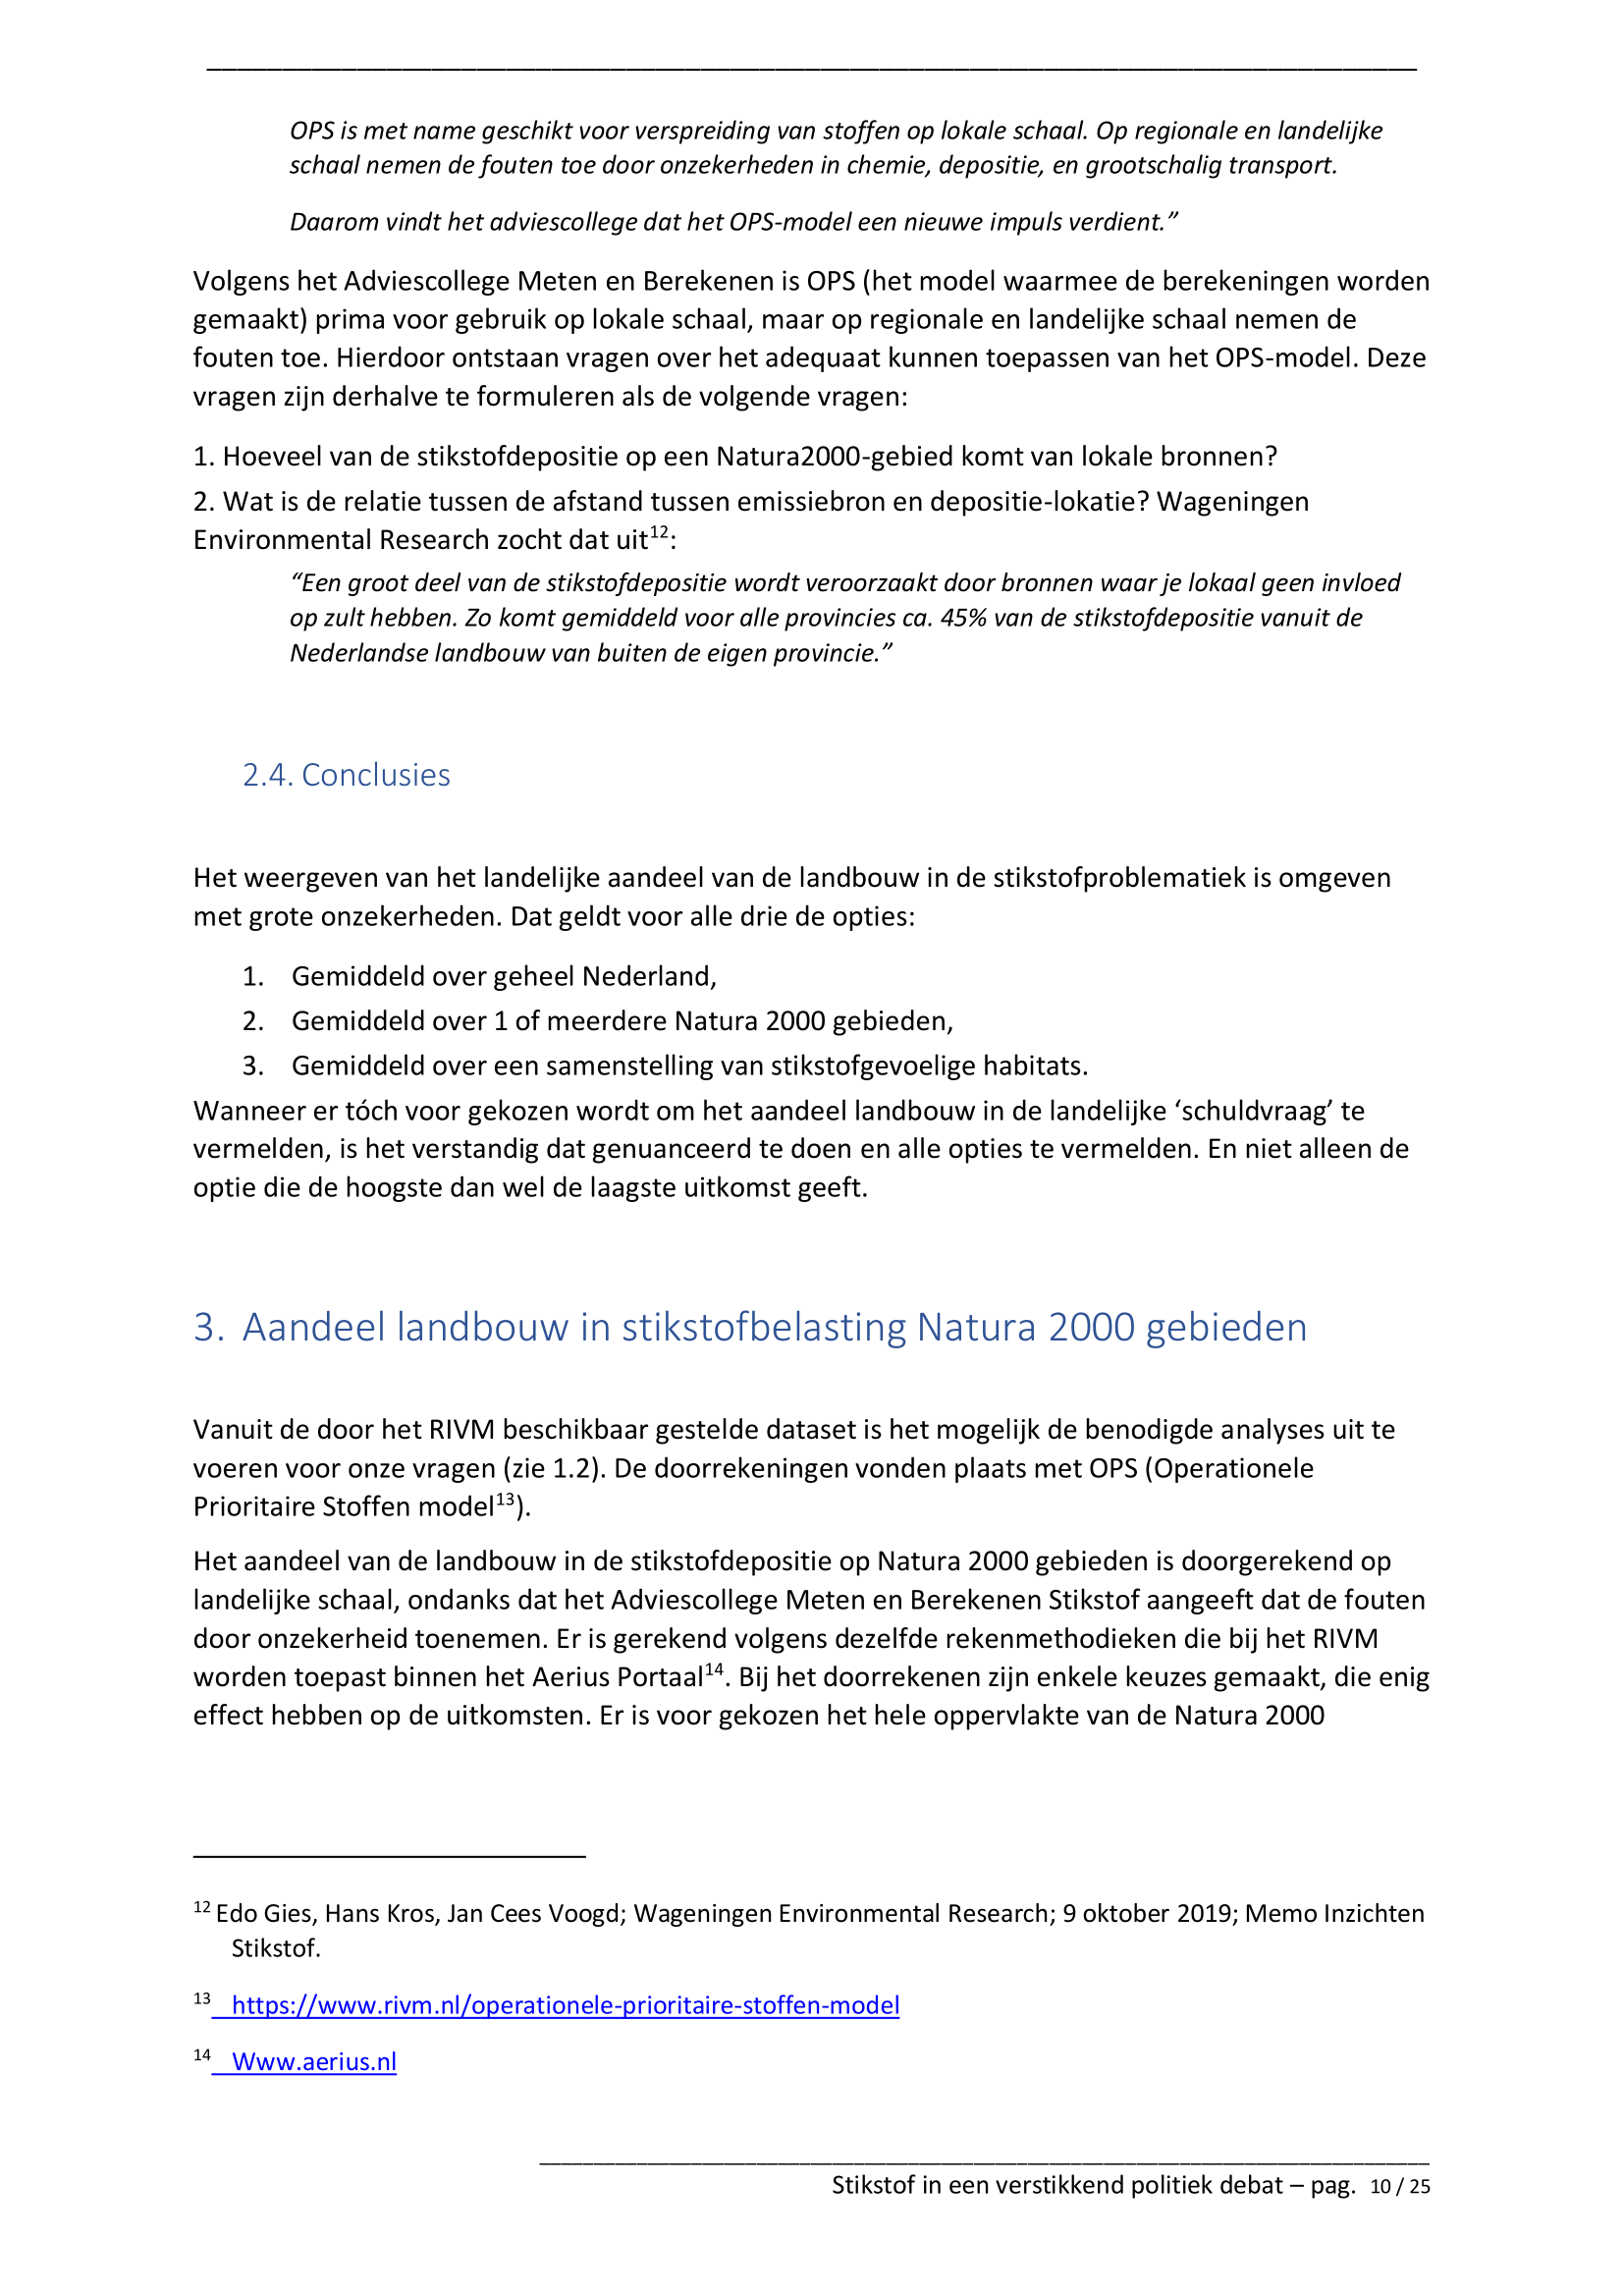 OPS is met name geschikt voor verspreiding van stoffen op lokale schaal. Op regionale en landelijke
schaal nemen de fouten toe door onzekerheden in chemie, depositie, en grootschalig transport.
Daarom vindt het adviescollege dat het OPS-model een nieuwe impuls verdient.”
Volgens het Adviescollege Meten en Berekenen is OPS (het model waarmee de berekeningen worden
gemaakt) prima voor gebruik op lokale schaal, maar op regionale en landelijke schaal nemen de
fouten toe. Hierdoor ontstaan vragen over het adequaat kunnen toepassen van het OPS-model. Deze
vragen zijn derhalve te formuleren als de volgende vragen:
1. Hoeveel van de stikstofdepositie op een Natura2000-gebied komt van lokale bronnen?
2. Wat is de relatie tussen de afstand tussen emissiebron en depositie-lokatie? Wageningen
Environmental Research zocht dat uit12:
“Een groot deel van de stikstofdepositie wordt veroorzaakt door bronnen waar je lokaal geen invloed
op zult hebben. Zo komt gemiddeld voor alle provincies ca. 45% van de stikstofdepositie vanuit de
Nederlandse landbouw van buiten de eigen provincie.”
2.4. Conclusies
Het weergeven van het landelijke aandeel van de landbouw in de stikstofproblematiek is omgeven
met grote onzekerheden. Dat geldt voor alle drie de opties:
1. Gemiddeld over geheel Nederland,
2. Gemiddeld over 1 of meerdere Natura 2000 gebieden,
3. Gemiddeld over een samenstelling van stikstofgevoelige habitats.
Wanneer er tóch voor gekozen wordt om het aandeel landbouw in de landelijke ‘schuldvraag’ te
vermelden, is het verstandig dat genuanceerd te doen en alle opties te vermelden. En niet alleen de
optie die de hoogste dan wel de laagste uitkomst geeft.
3. Aandeel landbouw in stikstofbelasting Natura 2000 gebieden
Vanuit de door het RIVM beschikbaar gestelde dataset is het mogelijk de benodigde analyses uit te
voeren voor onze vragen (zie 1.2). De doorrekeningen vonden plaats met OPS (Operationele
Prioritaire Stoffen model13).
Het aandeel van de landbouw in de stikstofdepositie op Natura 2000 gebieden is doorgerekend op
landelijke schaal, ondanks dat het Adviescollege Meten en Berekenen Stikstof aangeeft dat de fouten
door onzekerheid toenemen. Er is gerekend volgens dezelfde rekenmethodieken die bij het RIVM
worden toepast binnen het Aerius Portaal14. Bij het doorrekenen zijn enkele keuzes gemaakt, die enig
effect hebben op de uitkomsten. Er is voor gekozen het hele oppervlakte van de Natura 2000
12 Edo Gies, Hans Kros, Jan Cees Voogd; Wageningen Environmental Research; 9 oktober 2019; Memo Inzichten
Stikstof.
13 https://www.rivm.nl/operationele-prioritaire-stoffen-model
14 Www.aerius.nl
Stikstof in een verstikkend politiek debat – pag. 10 / 25